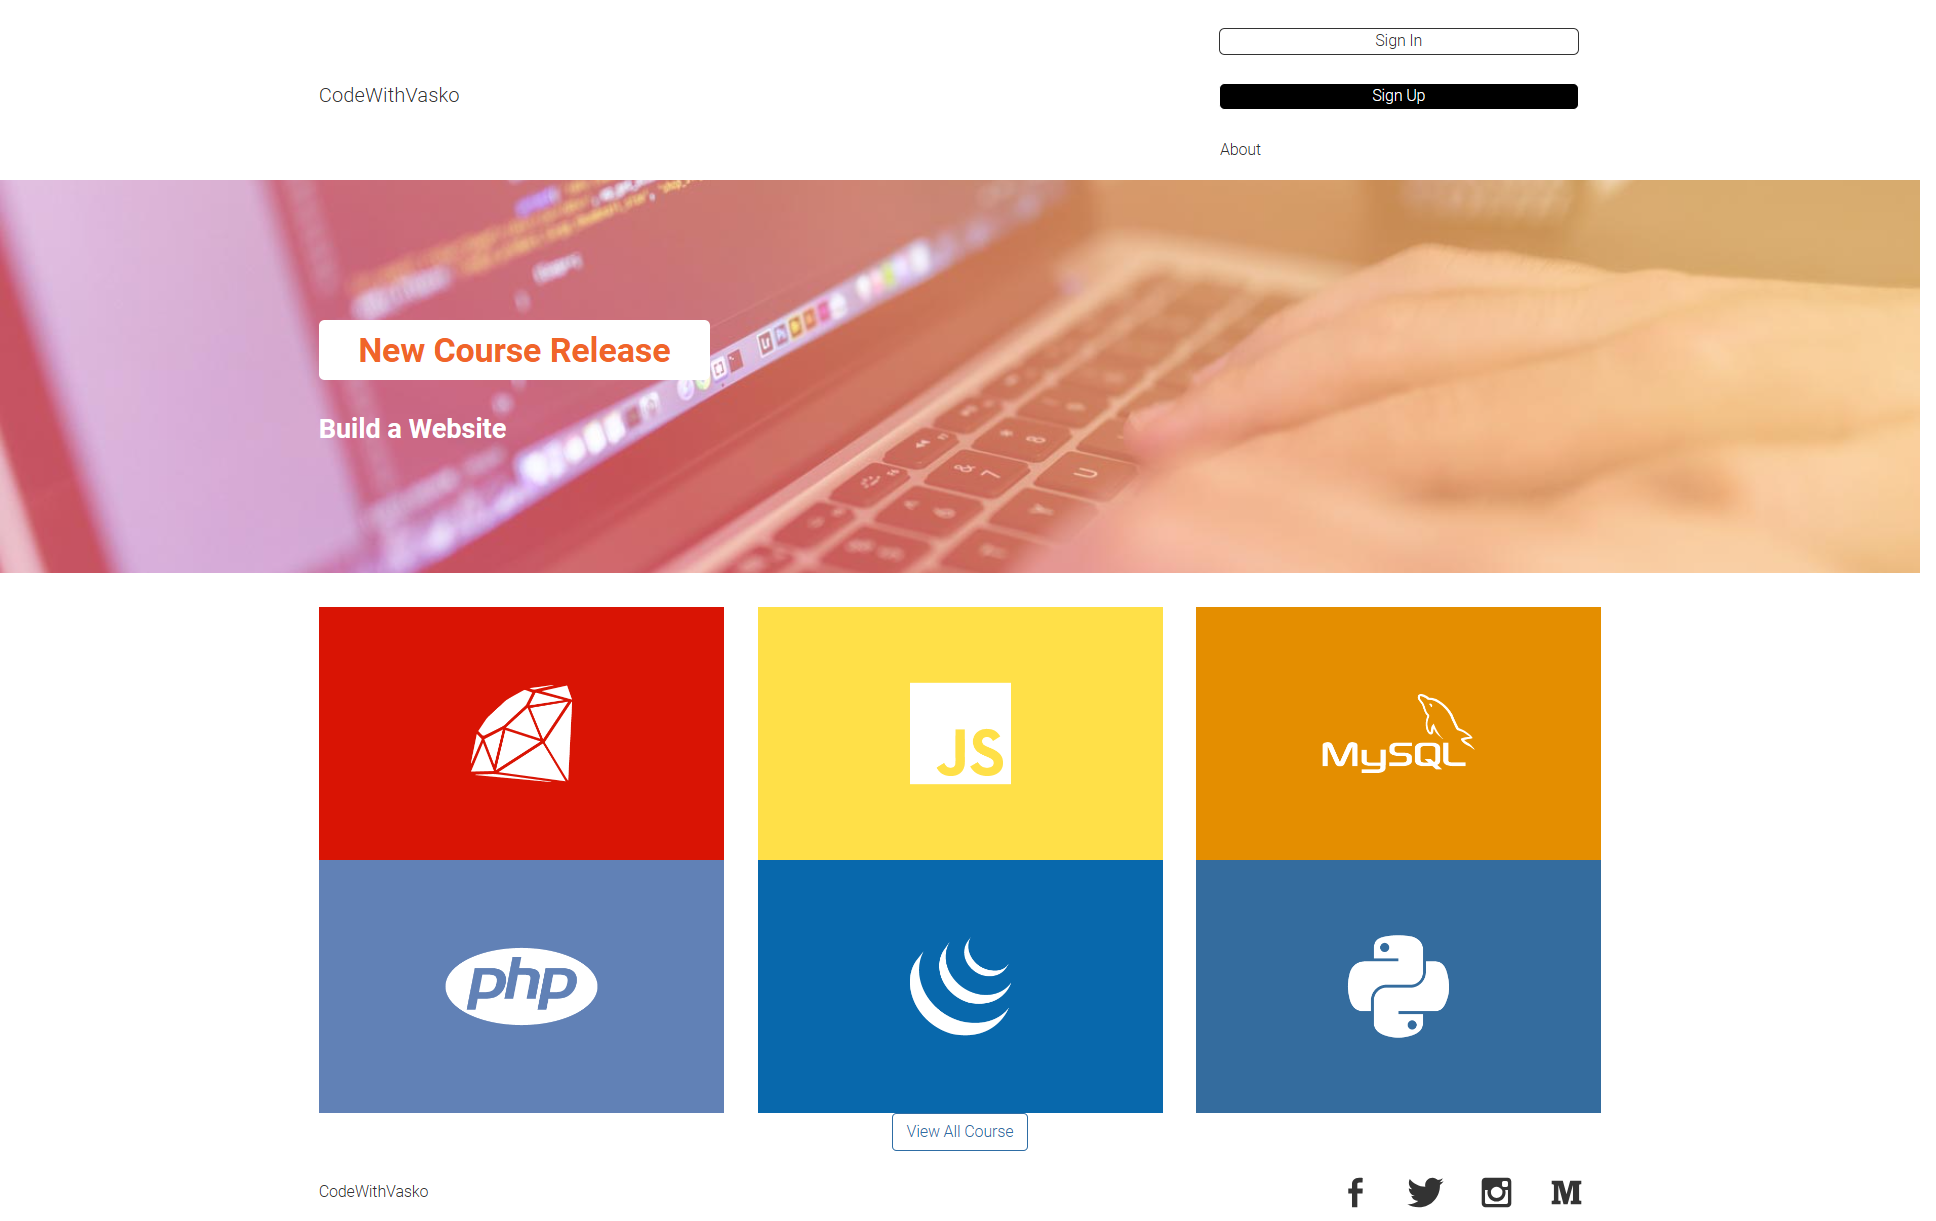 Sign In
CodeWithVasko
Sign Up
About
New Course Release
Build a Website
JS
MySQL
php
View All Course
CodeWithVasko